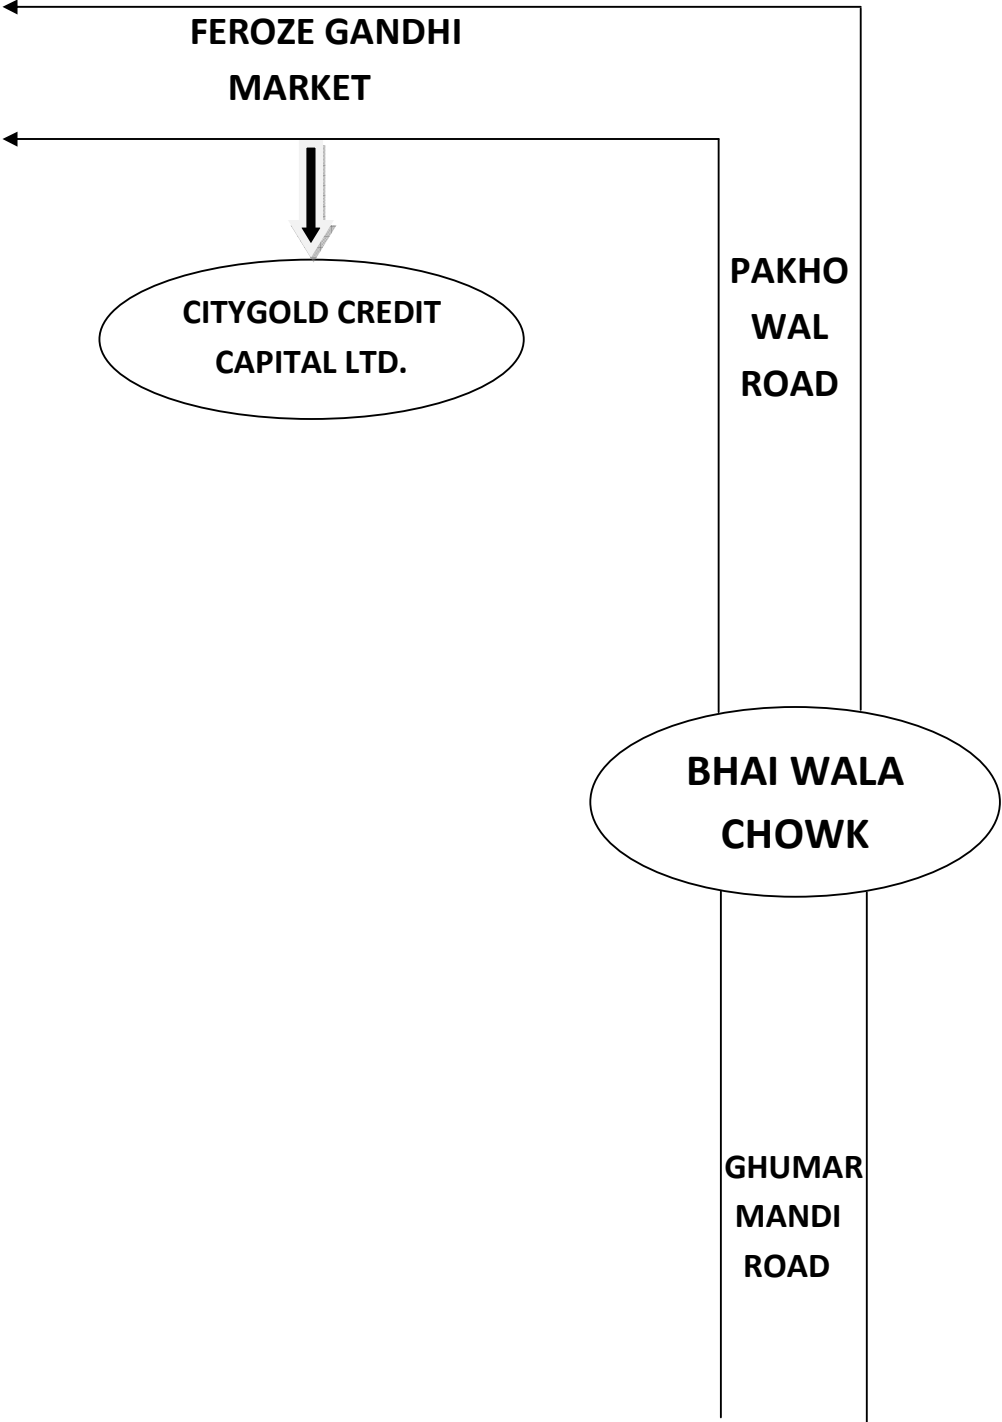 FEROZE GANDHI
MARKET
CITYGOLD CREDIT
CAPITAL LTD.
PAKHO
WAL
ROAD
BHAI WALA
CHOWK
GHUMAR
MANDI
ROAD